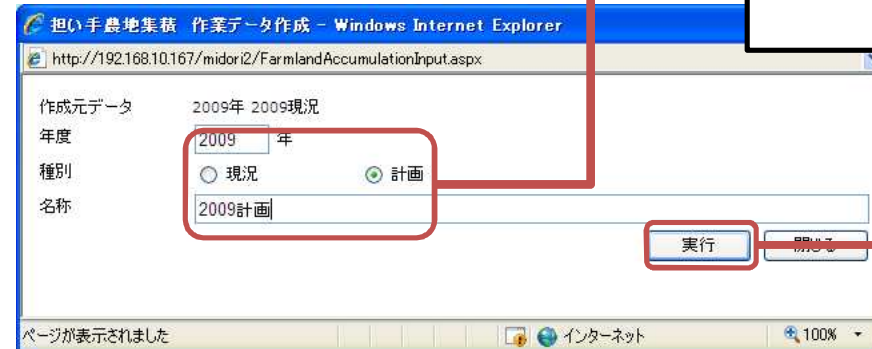 担い手農地集積 作業データ作成 - Windows Internet Explorer
http://192.168.10.167/midori2/FarmlandAccumulationInput.aspx
作成元データ 2009年 2009現況
年度 2009 年
種別 現況 計画
名称 2009計画
実行 閉じる
ページが表示されました インターネット 100%